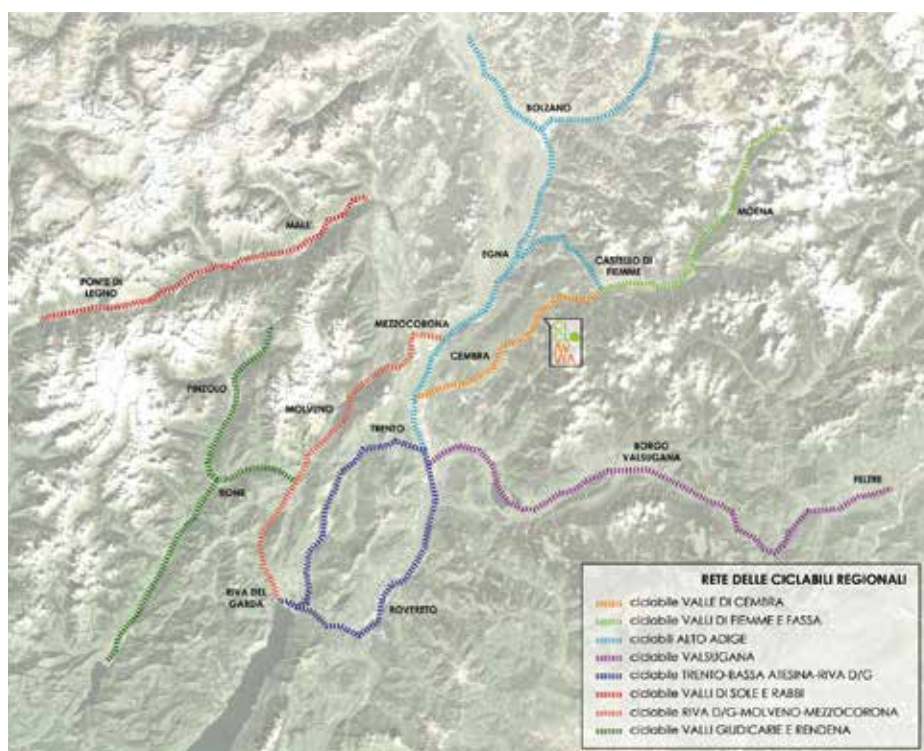 BOLZANO
MOENA
MALE'
EGNA
CASTELLO DI
FIEMME
PONTE DI
LEGNO
MEZZOCORONA
CEMBRA
PINZOLO
MOLVENO
TRENTO
BORGO
VALSUGANA
FELTRE
BONE
RIVA DEL
GARDA
ROVERETO
RETE DELLE CICLABILI REGIONALI
ciclabile VALLE DI CEMBRA
ciclabile VALLI DI FIEMME E FASSA
ciclabili ALTO ADIGE
ciclabile VALSUGANA
ciclabile TRENTO-BASSA ATESINA-RIVA D/G
ciclabile VALLI DI SOLE E RABBI
ciclabile RIVA D/G-MOLVENO-MEZZOCORONA
ciclabile VALLI GIUDICARIE E RENDENA